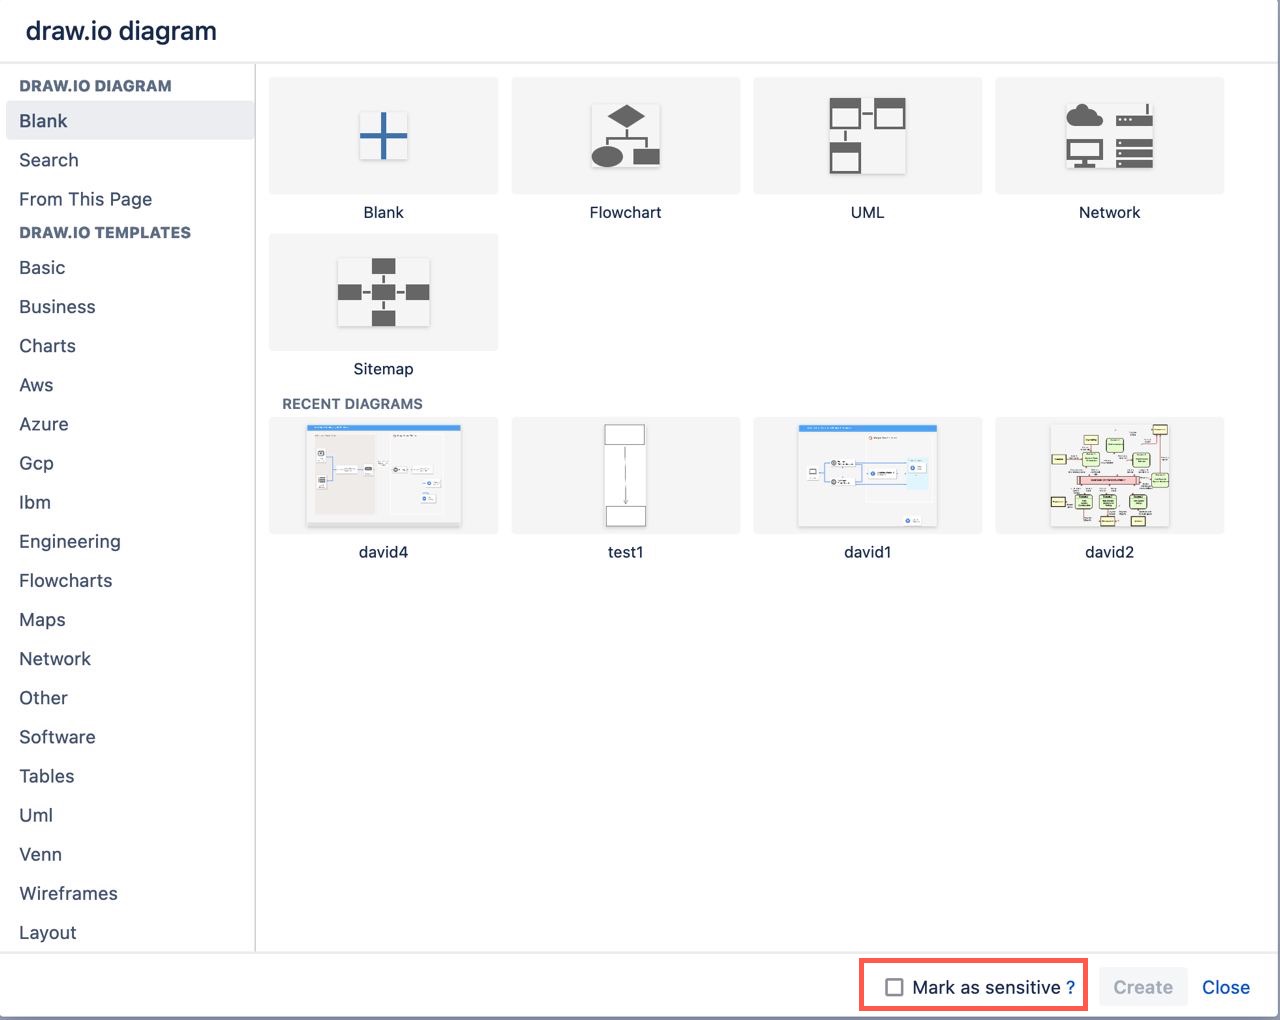 draw.io diagram
DRAW.IO DIAGRAM
Blank
Search
From This Page
DRAW.IO TEMPLATES
Basic
Business
Charts
Aws
Azure
Gcp
Ibm
Engineering
Flowcharts
Maps
Network
Other
Software
Tables
Uml
Venn
Wireframes
Layout
Blank
Flowchart
UML
Network
Sitemap
RECENT DIAGRAMS
david4
test1
david1
david2
Mark as sensitive ?
Create
Close